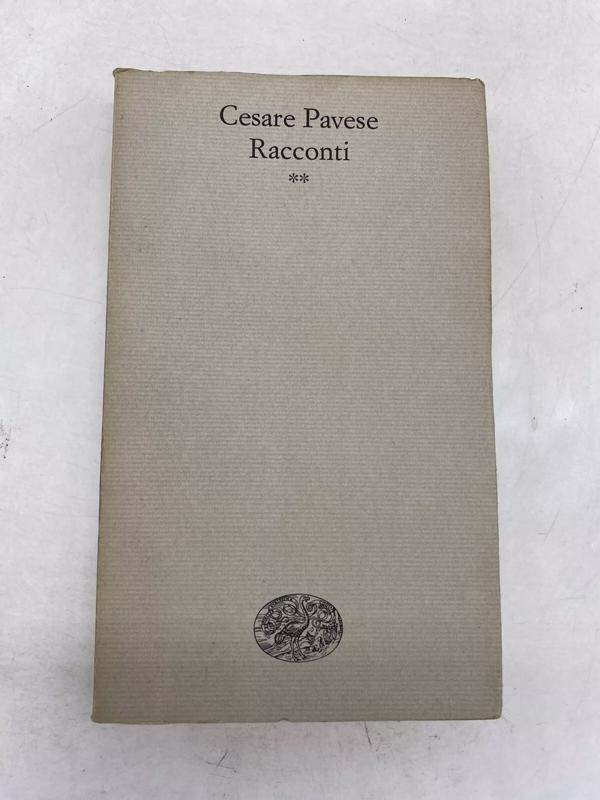 Cesare Pavese
Racconti
**